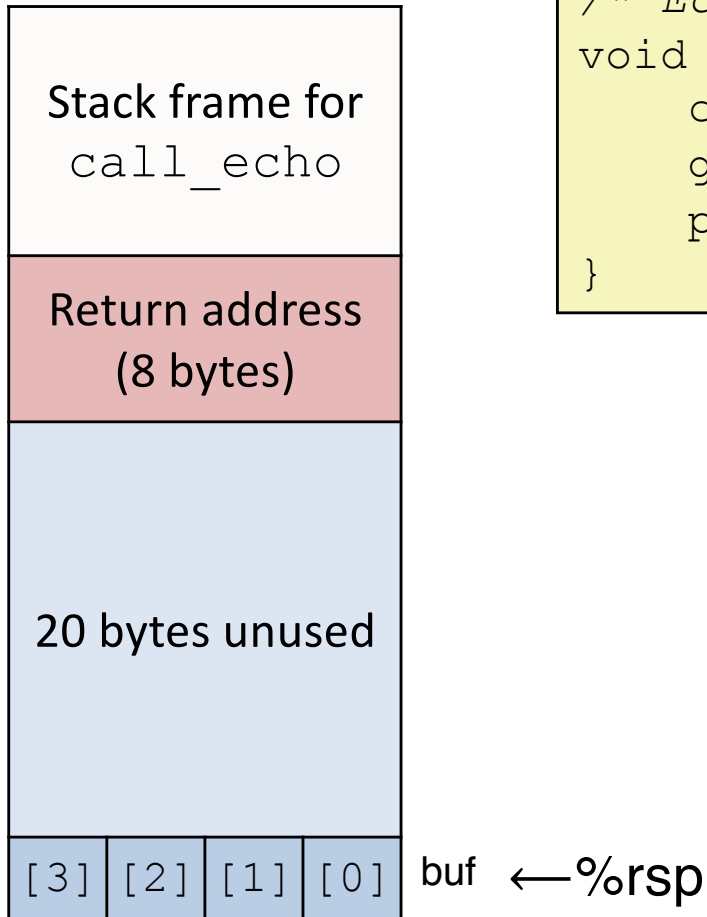 Stack frame for
call_echo
Return address
(8 bytes)
20 bytes unused
[3] [2] [1] [0] buf ←%rsp
void
}